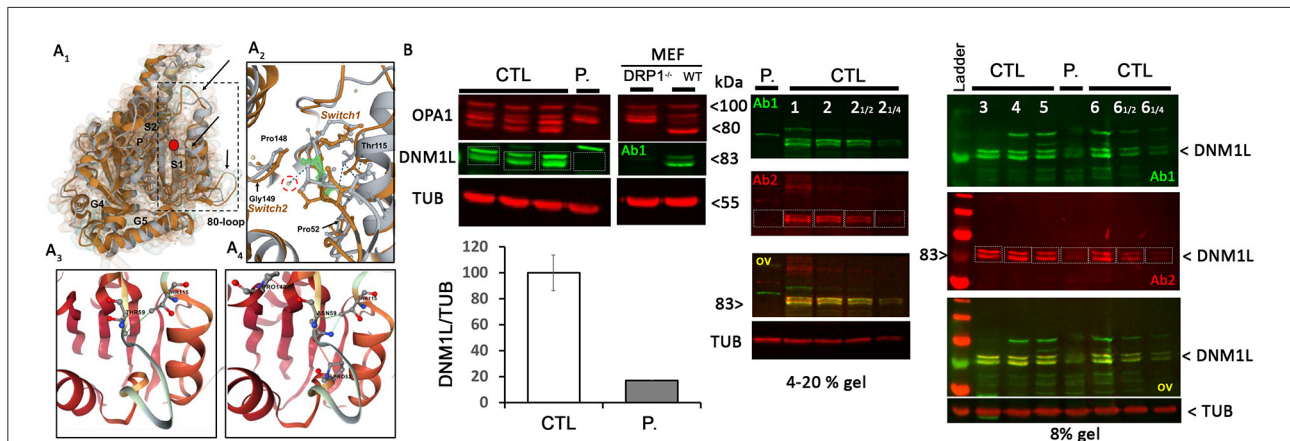 A1
S2
P
S1
G4
G5
80-loop
A2
Switch1
Pro148
Thr115
Gly149
Switch2
Pro52
A3
THR115
THR59
A4
PRO148
THR115
ASN59
PRO52
B
MEF
CTL P. DRP1-/- WT kDa
OPA1 <100
<80
DNM1L Ab1 <83
TUB <55
DNM1L/TUB
120
100
80
60
40
20
0
CTL P.
P. CTL
Ab1 1 2 21/2 21/4
Ab2
ov
83>
TUB
4-20 % gel
Ladder CTL P. CTL
3 4 5 6 61/2 61/4
< DNM1L
Ab1
83> < DNM1L
Ab2
< DNM1L
ov
< TUB
8% gel